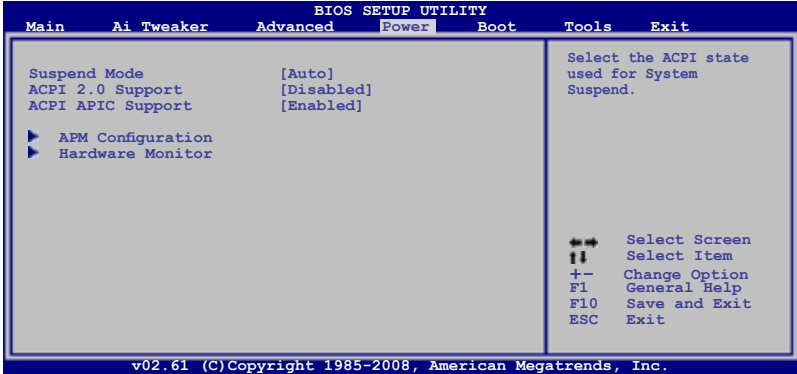 BIOS SETUP UTILITY
Main Ai Tweaker Advanced Power Boot Tools Exit
Suspend Mode [Auto]
ACPI 2.0 Support [Disabled]
ACPI APIC Support [Enabled]
APM Configuration
Hardware Monitor
Select the ACPI state
used for System
Suspend.
Select Screen
Select Item
+- Change Option
F1 General Help
F10 Save and Exit
ESC Exit
v02.61 (C)Copyright 1985-2008, American Megatrends, Inc.